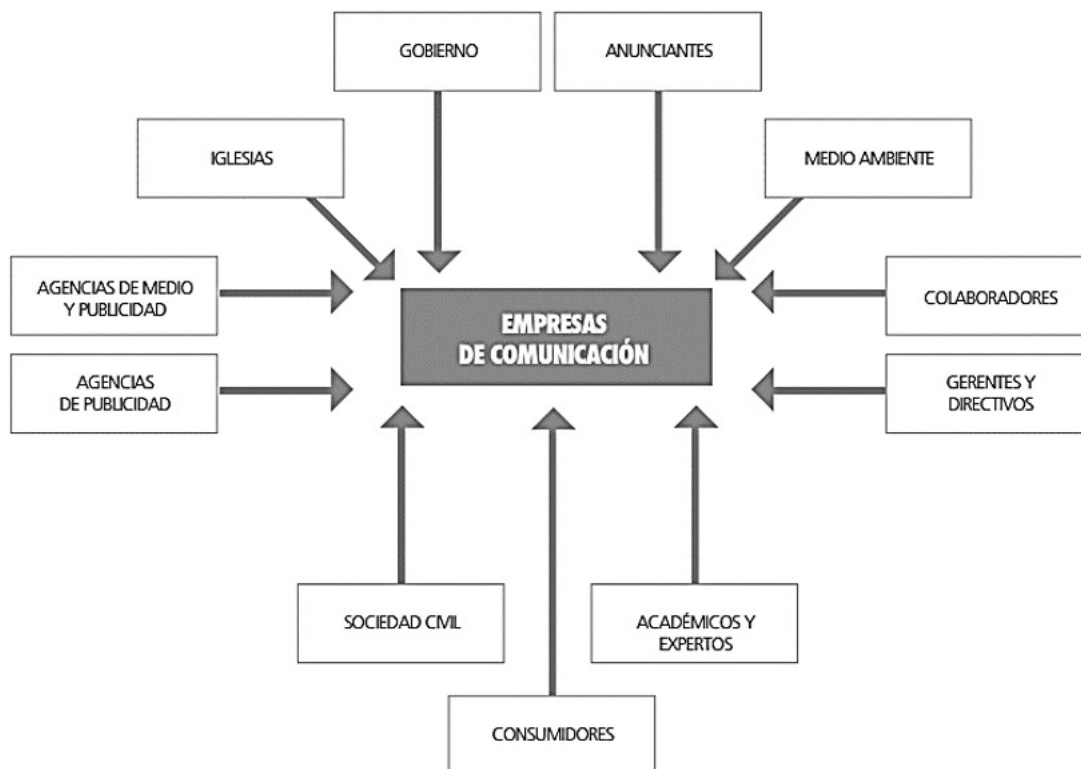 GOBIERNO
ANUNCIANTES
IGLESIAS
MEDIO AMBIENTE
AGENCIAS DE MEDIO
Y PUBLICIDAD
COLABORADORES
EMPRESAS
DE COMUNICACIÓN
AGENCIAS
DE PUBLICIDAD
GERENTES Y
DIRECTIVOS
SOCIEDAD CIVIL
ACADÉMICOS Y
EXPERTOS
CONSUMIDORES